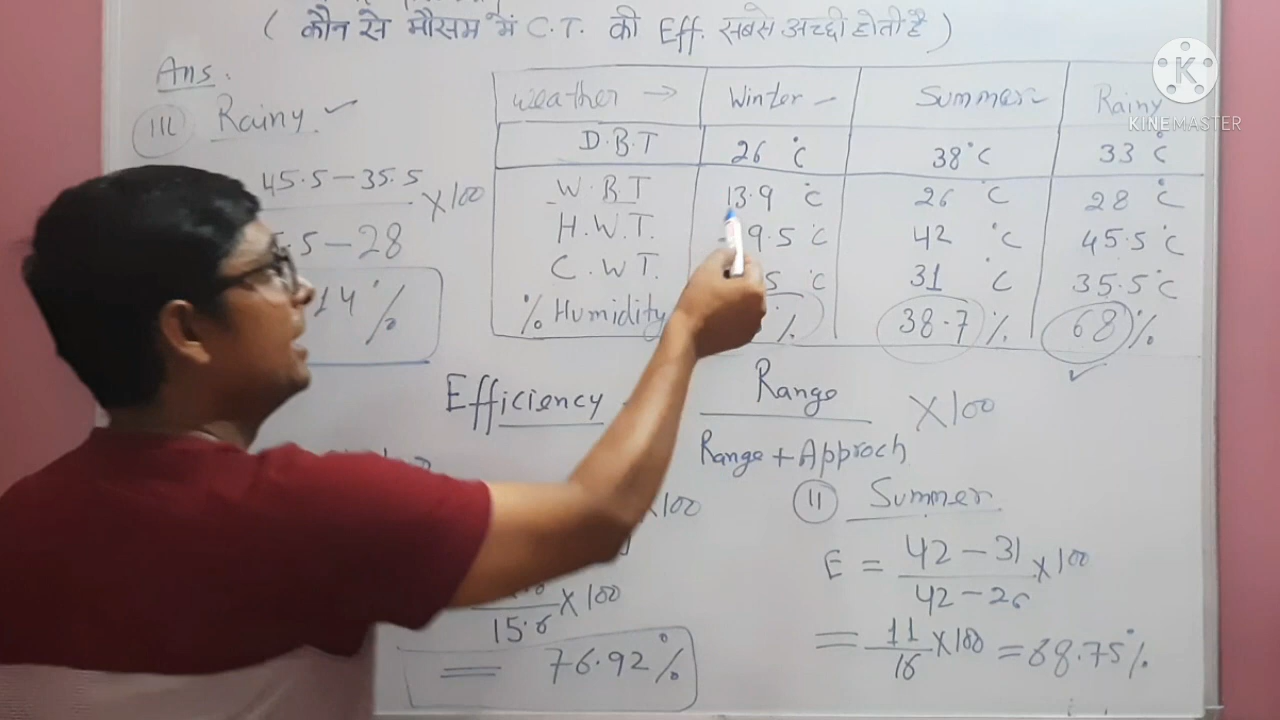 ( कौन से मौसम में C.T. की Eff. सबसे अच्छी होती है )
Ans.
III Rainy ✓
45.5 – 35.5 × 100
5.5 – 28
14 %
Weather → Winter Summer Rainy
D.B.T 26 °C 38°C 33 °C
W.B.T 13.9 °C 26 °C 28 °C
H.W.T. 9.5 °C 42 °C 45.5 °C
C.W.T. 5 °C 31 °C 35.5 °C
% Humidity % 38.7 % 68 %
Efficiency Range × 100
Range + Approch
× 100
15.6 × 100
= 76.92 %
II Summer
E = 42 – 31 × 100
42 – 26
= 11 × 100 = 68.75 %
16
KINEMASTER